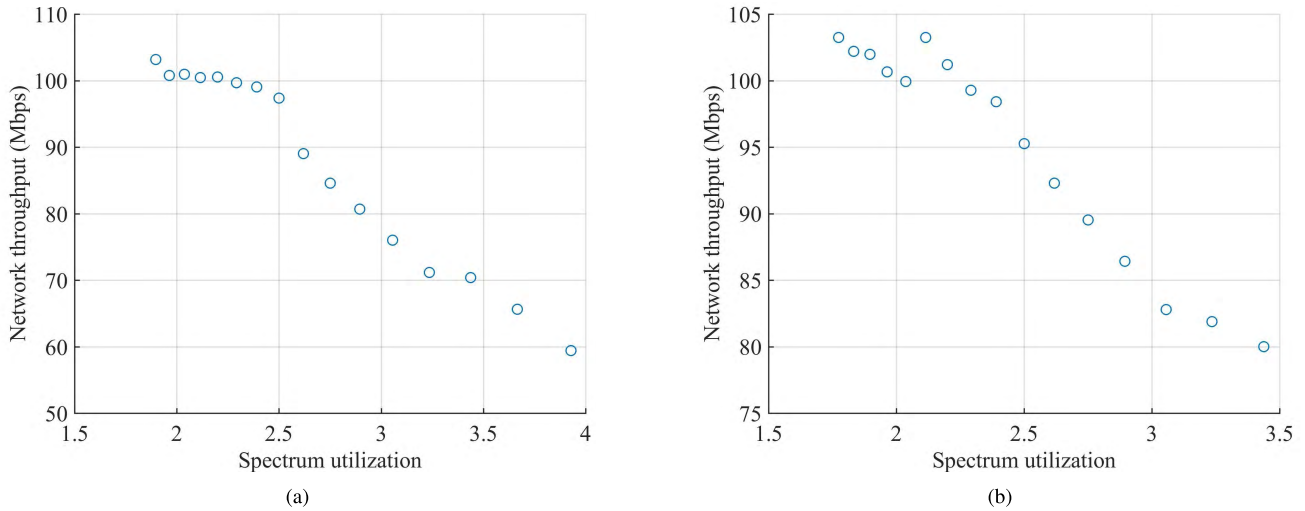 110
100
90
80
70
60
50
1.5 2 2.5 3 3.5 4
Network throughput (Mbps)
Spectrum utilization
(a)
105
100
95
90
85
80
75
1.5 2 2.5 3 3.5
Network throughput (Mbps)
Spectrum utilization
(b)